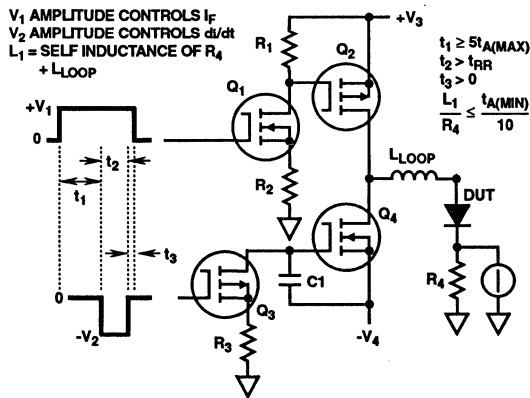 V1 AMPLITUDE CONTROLS IF
V2 AMPLITUDE CONTROLS di/dt
L1 = SELF INDUCTANCE OF R4
+ LLOOP
+V3
R1
Q2
t1 ≥ 5tA(MAX)
t2 > tRR
t3 > 0
L1/R4 ≤ tA(MIN)/10
Q1
+V1
0
t2
t1
R2
LLOOP
DUT
Q4
t3
C1
R4
0
-V2
Q3
R3
-V4